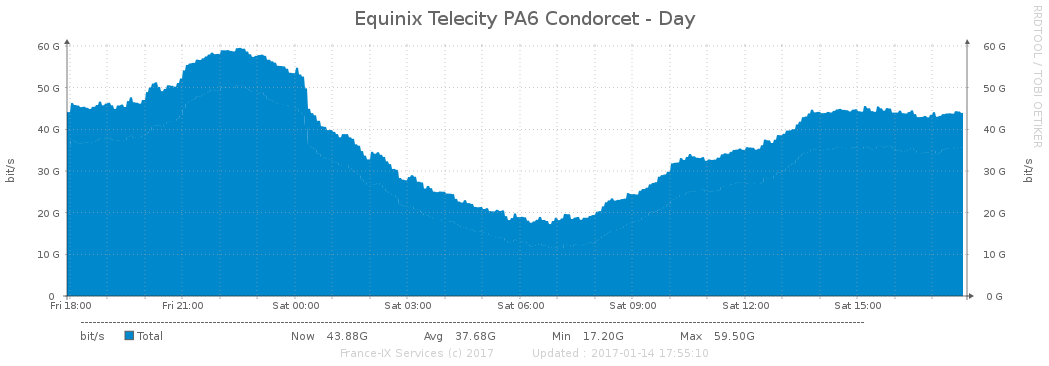 Equinix Telecity PA6 Condorcet - Day
RRDTOOL / TOBI OETIKER
60 G 60 G
50 G 50 G
40 G 40 G
30 G 30 G
20 G 20 G
10 G 10 G
0 0 G
bit/s bit/s
Fri 18:00 Fri 21:00 Sat 00:00 Sat 03:00 Sat 06:00 Sat 09:00 Sat 12:00 Sat 15:00
bit/s Total Now 43.88G Avg 37.68G Min 17.20G Max 59.50G
France-IX Services (c) 2017 Updated : 2017-01-14 17:55:10